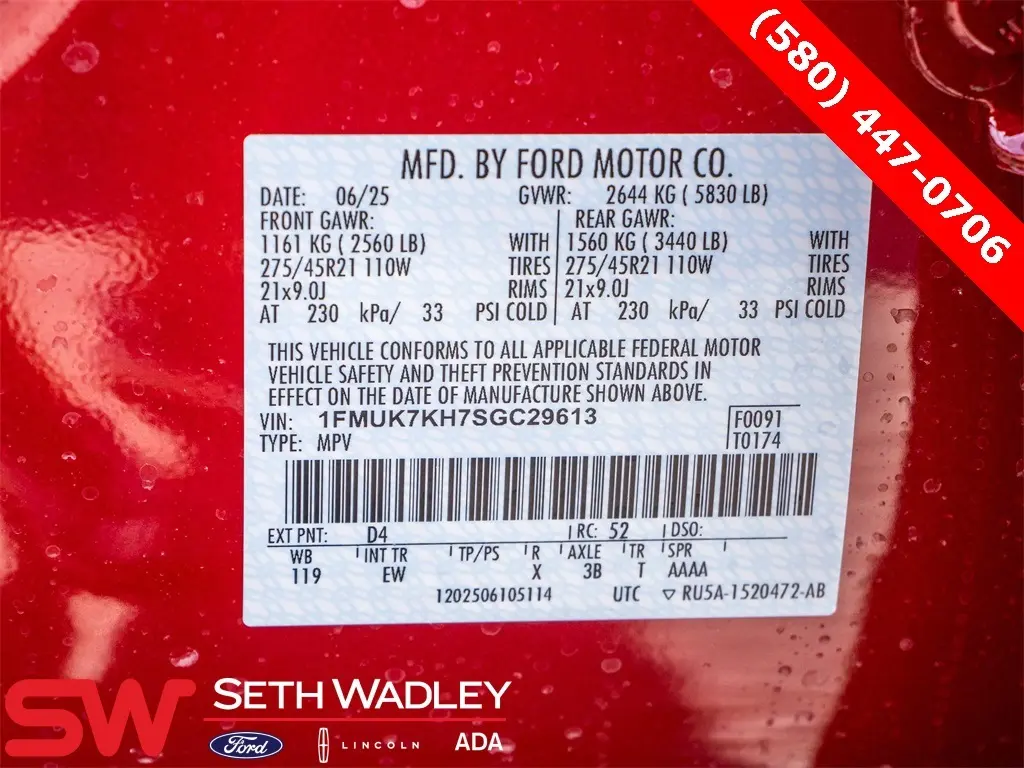 (580) 447-0706
MFD. BY FORD MOTOR CO.
DATE: 06/25 GVWR: 2644 KG ( 5830 LB)
FRONT GAWR: REAR GAWR:
1161 KG ( 2560 LB) WITH 1560 KG ( 3440 LB) WITH
275/45R21 110W TIRES 275/45R21 110W TIRES
21x9.0J RIMS 21x9.0J RIMS
AT 230 kPa/ 33 PSI COLD AT 230 kPa/ 33 PSI COLD
THIS VEHICLE CONFORMS TO ALL APPLICABLE FEDERAL MOTOR
VEHICLE SAFETY AND THEFT PREVENTION STANDARDS IN
EFFECT ON THE DATE OF MANUFACTURE SHOWN ABOVE.
VIN: 1FMUK7KH7SGC29613 F0091
TYPE: MPV T0174
EXT PNT: D4 RC: 52 DSO:
WB INT TR TP/PS R AXLE TR SPR
119 EW X 3B T AAAA
1202506105114 UTC ▽ RU5A-1520472-AB
SW SETH WADLEY
Ford LINCOLN ADA